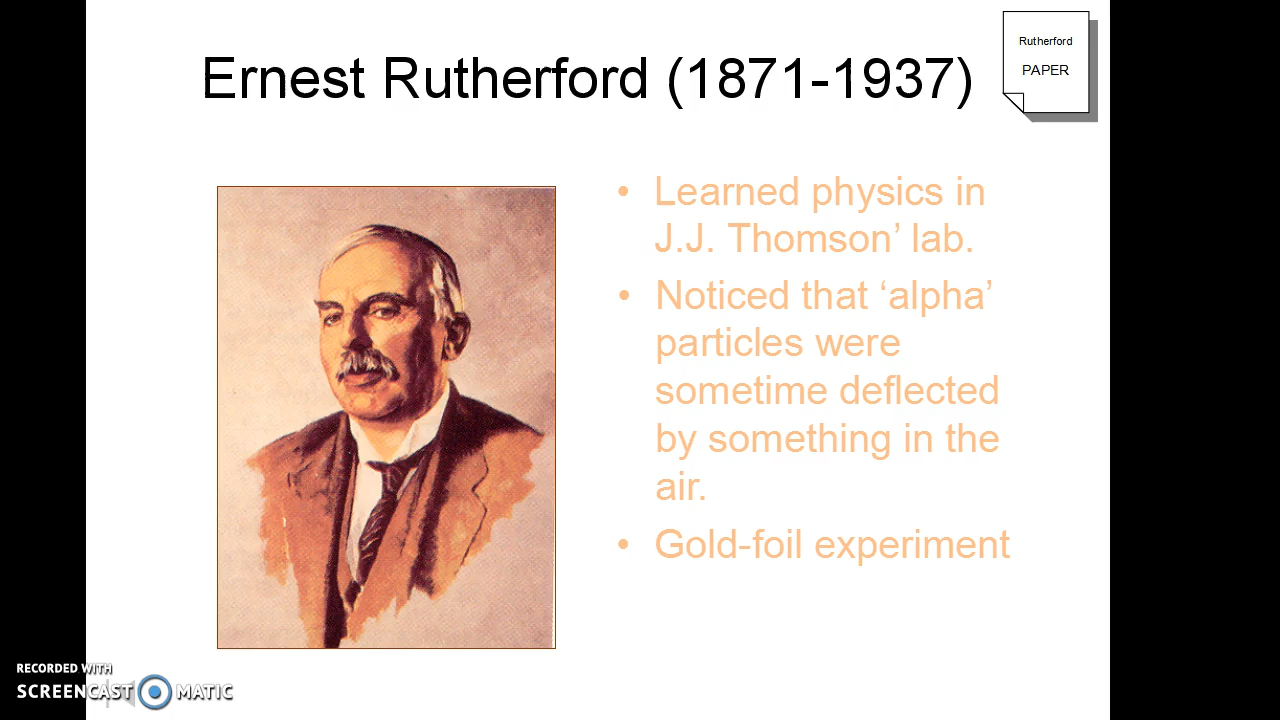 Ernest Rutherford (1871-1937)
Rutherford
PAPER
• Learned physics in
J.J. Thomson’ lab.
• Noticed that ‘alpha’
particles were
sometime deflected
by something in the
air.
• Gold-foil experiment
RECORDED WITH
SCREENCAST MATIC